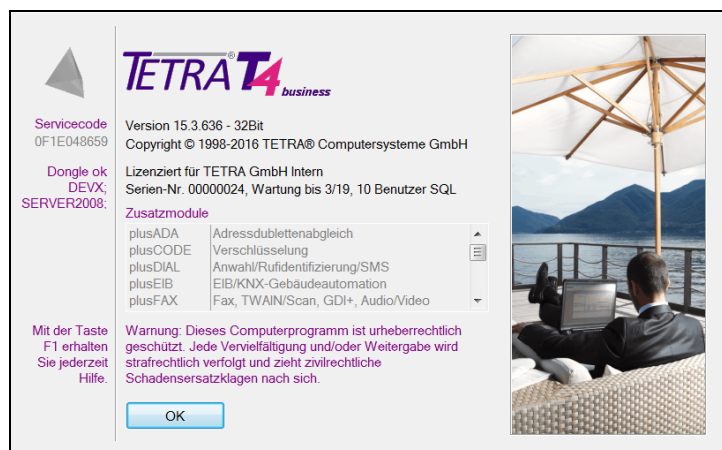 TETRA® T4
business
Servicecode
0F1E048659
Version 15.3.636 - 32Bit
Copyright © 1998-2016 TETRA® Computersysteme GmbH
Dongle ok
DEVX;
SERVER2008;
Lizenziert für TETRA GmbH Intern
Serien-Nr. 00000024, Wartung bis 3/19, 10 Benutzer SQL
Zusatzmodule
plusADA Adressdublettenabgleich
plusCODE Verschlüsselung
plusDIAL Anwahl/Rufidentifizierung/SMS
plusEIB EIB/KNX-Gebäudeautomation
plusFAX Fax, TWAIN/Scan, GDI+, Audio/Video
Mit der Taste
F1 erhalten
Sie jederzeit
Hilfe.
Warnung: Dieses Computerprogramm ist urheberrechtlich
geschützt. Jede Vervielfältigung und/oder Weitergabe wird
strafrechtlich verfolgt und zieht zivilrechtliche
Schadensersatzklagen nach sich.
OK